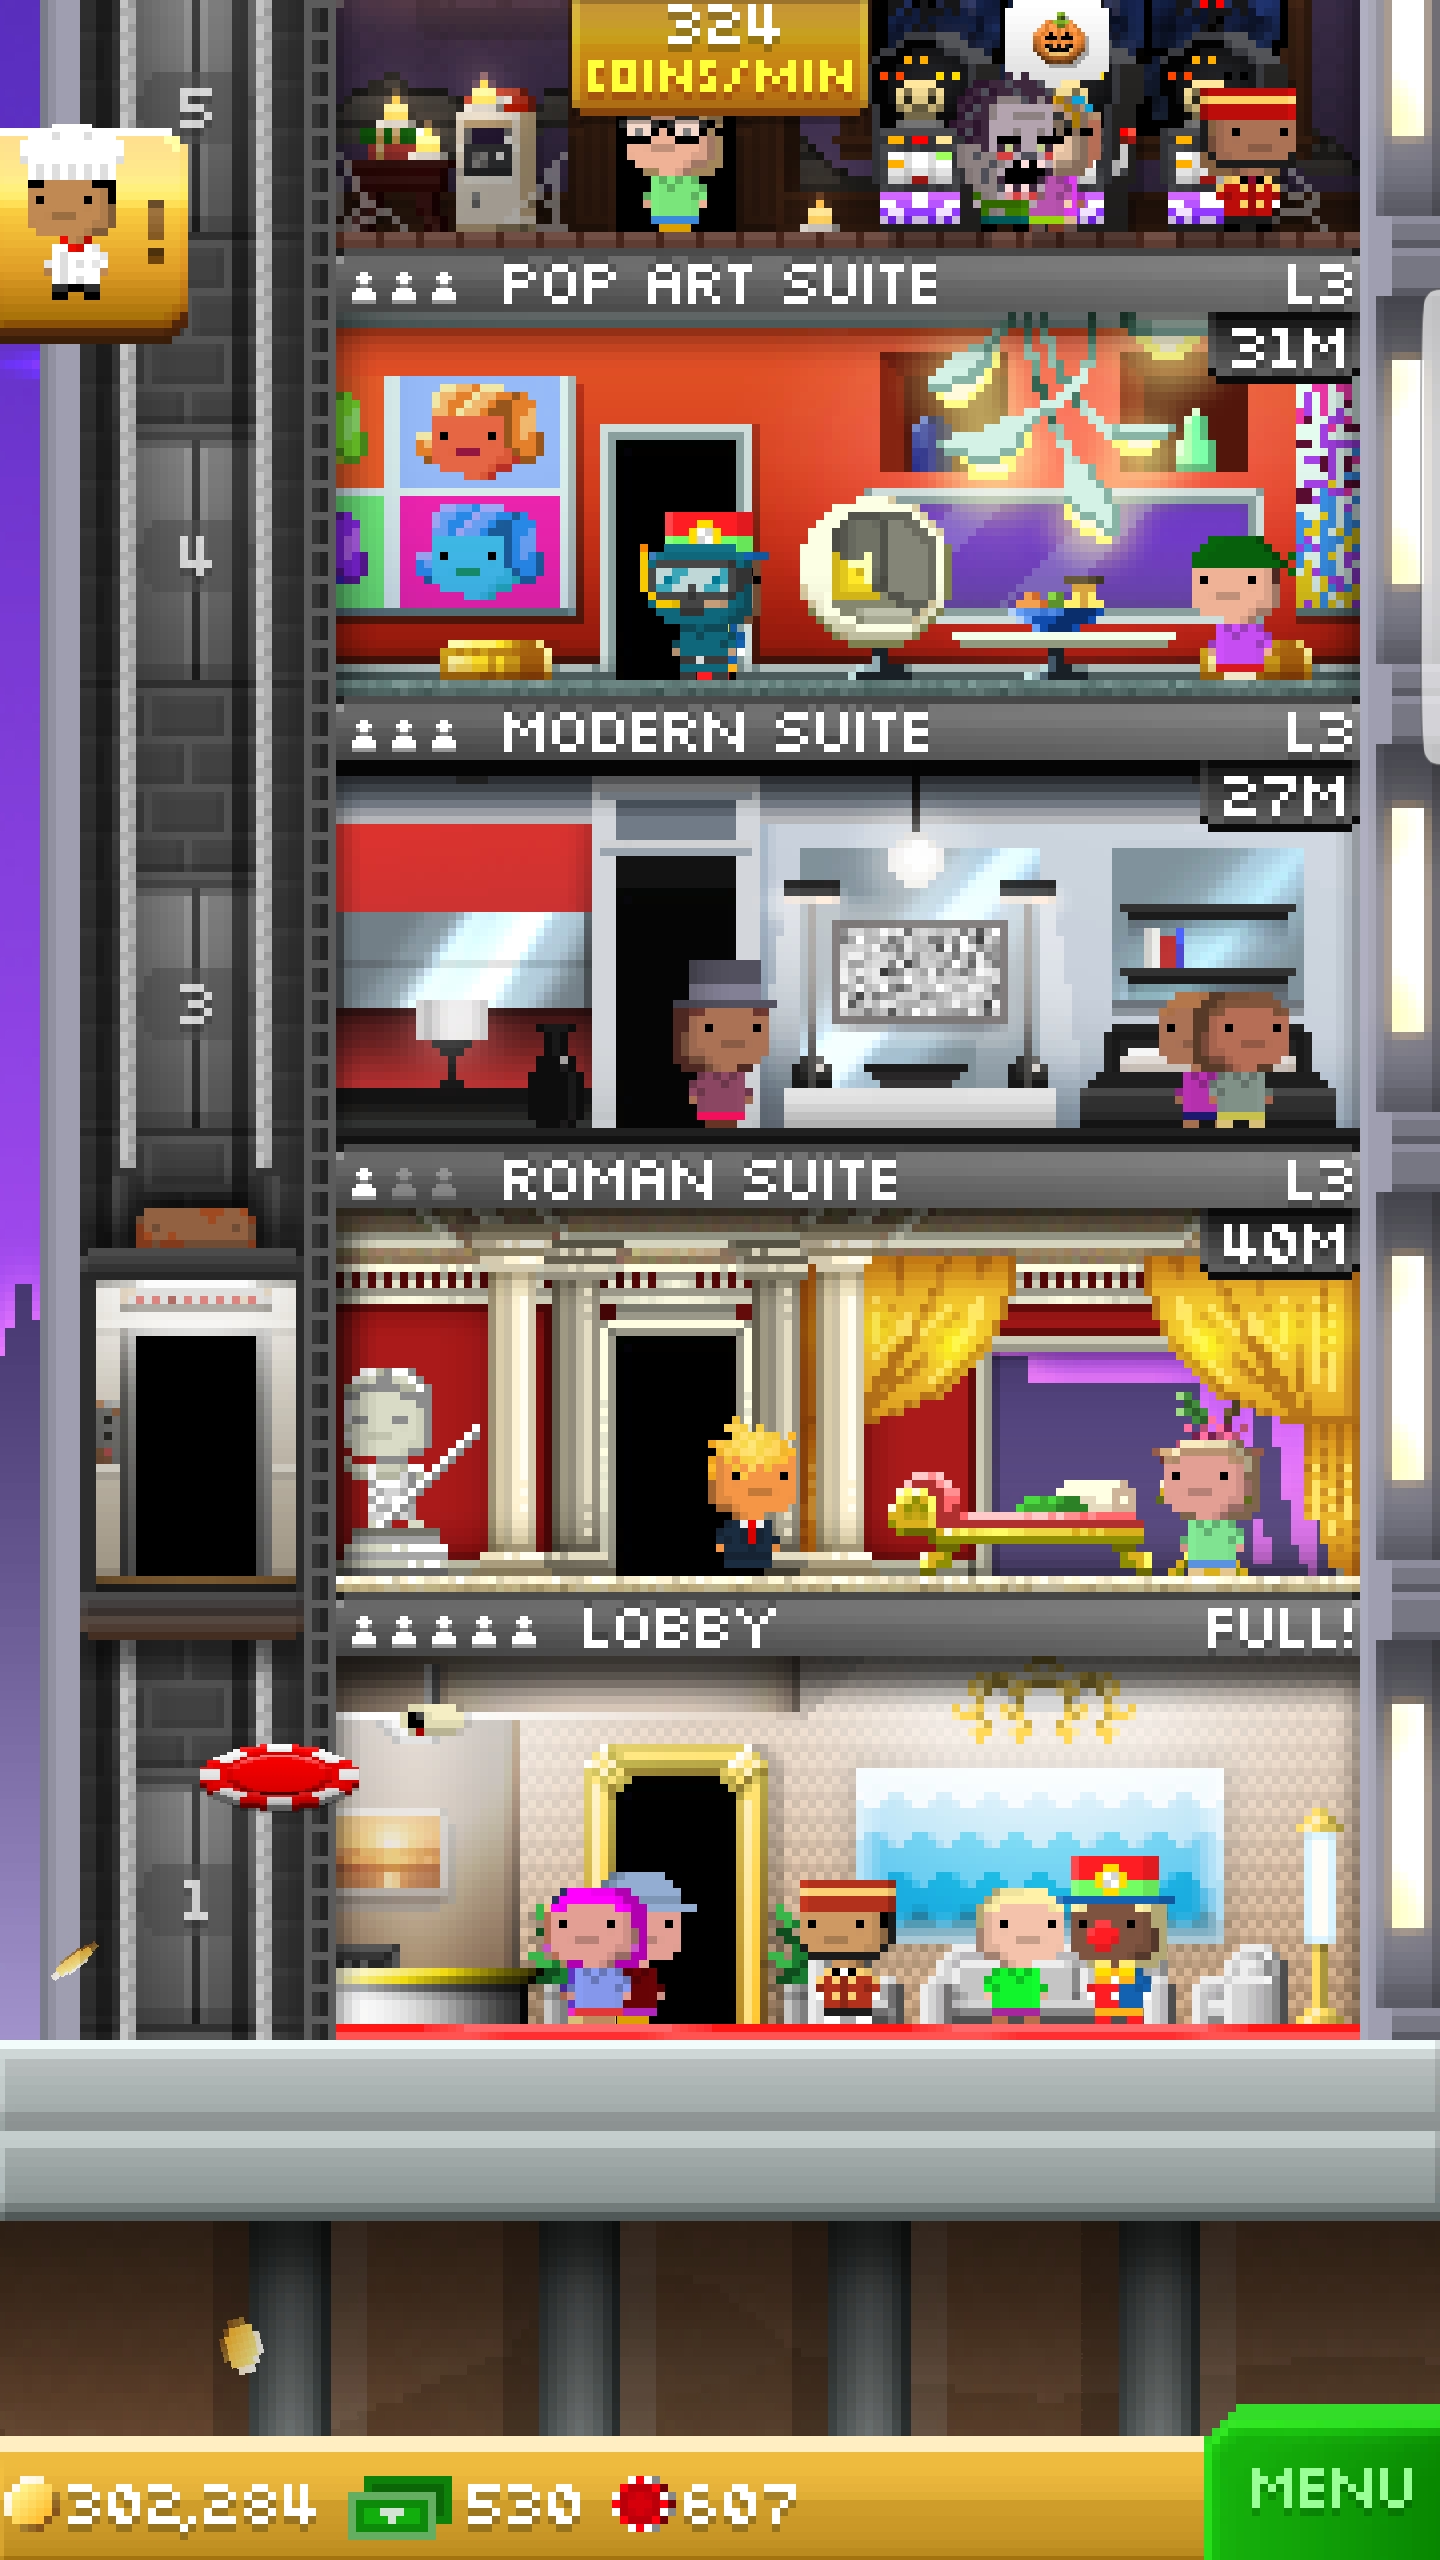 324
COINS/MIN
5
!
POP ART SUITE L3
31M
4
MODERN SUITE L3
27M
3
ROMAN SUITE L3
40M
LOBBY FULL!
1
302,284 530 607
MENU